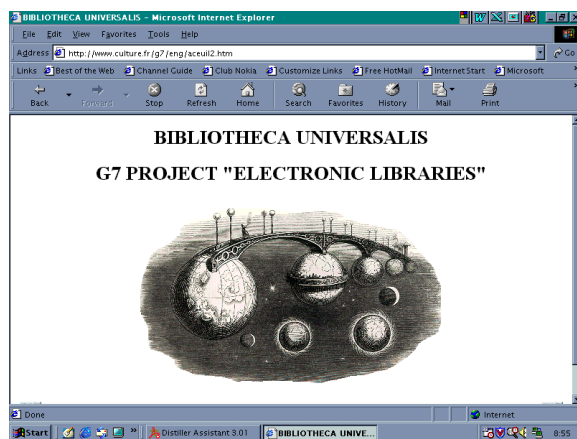 BIBLIOTHECA UNIVERSALIS - Microsoft Internet Explorer
File Edit View Favorites Tools Help
Address http://www.culture.fr/g7/eng/aceuil2.htm Go
Links Best of the Web Channel Guide Club Nokia Customize Links Free HotMail Internet Start Microsoft
Back Forward Stop Refresh Home Search Favorites History Mail Print
BIBLIOTHECA UNIVERSALIS
G7 PROJECT "ELECTRONIC LIBRARIES"
Done Internet
Start Distiller Assistant 3.01 BIBLIOTHECA UNIVE... 8:55